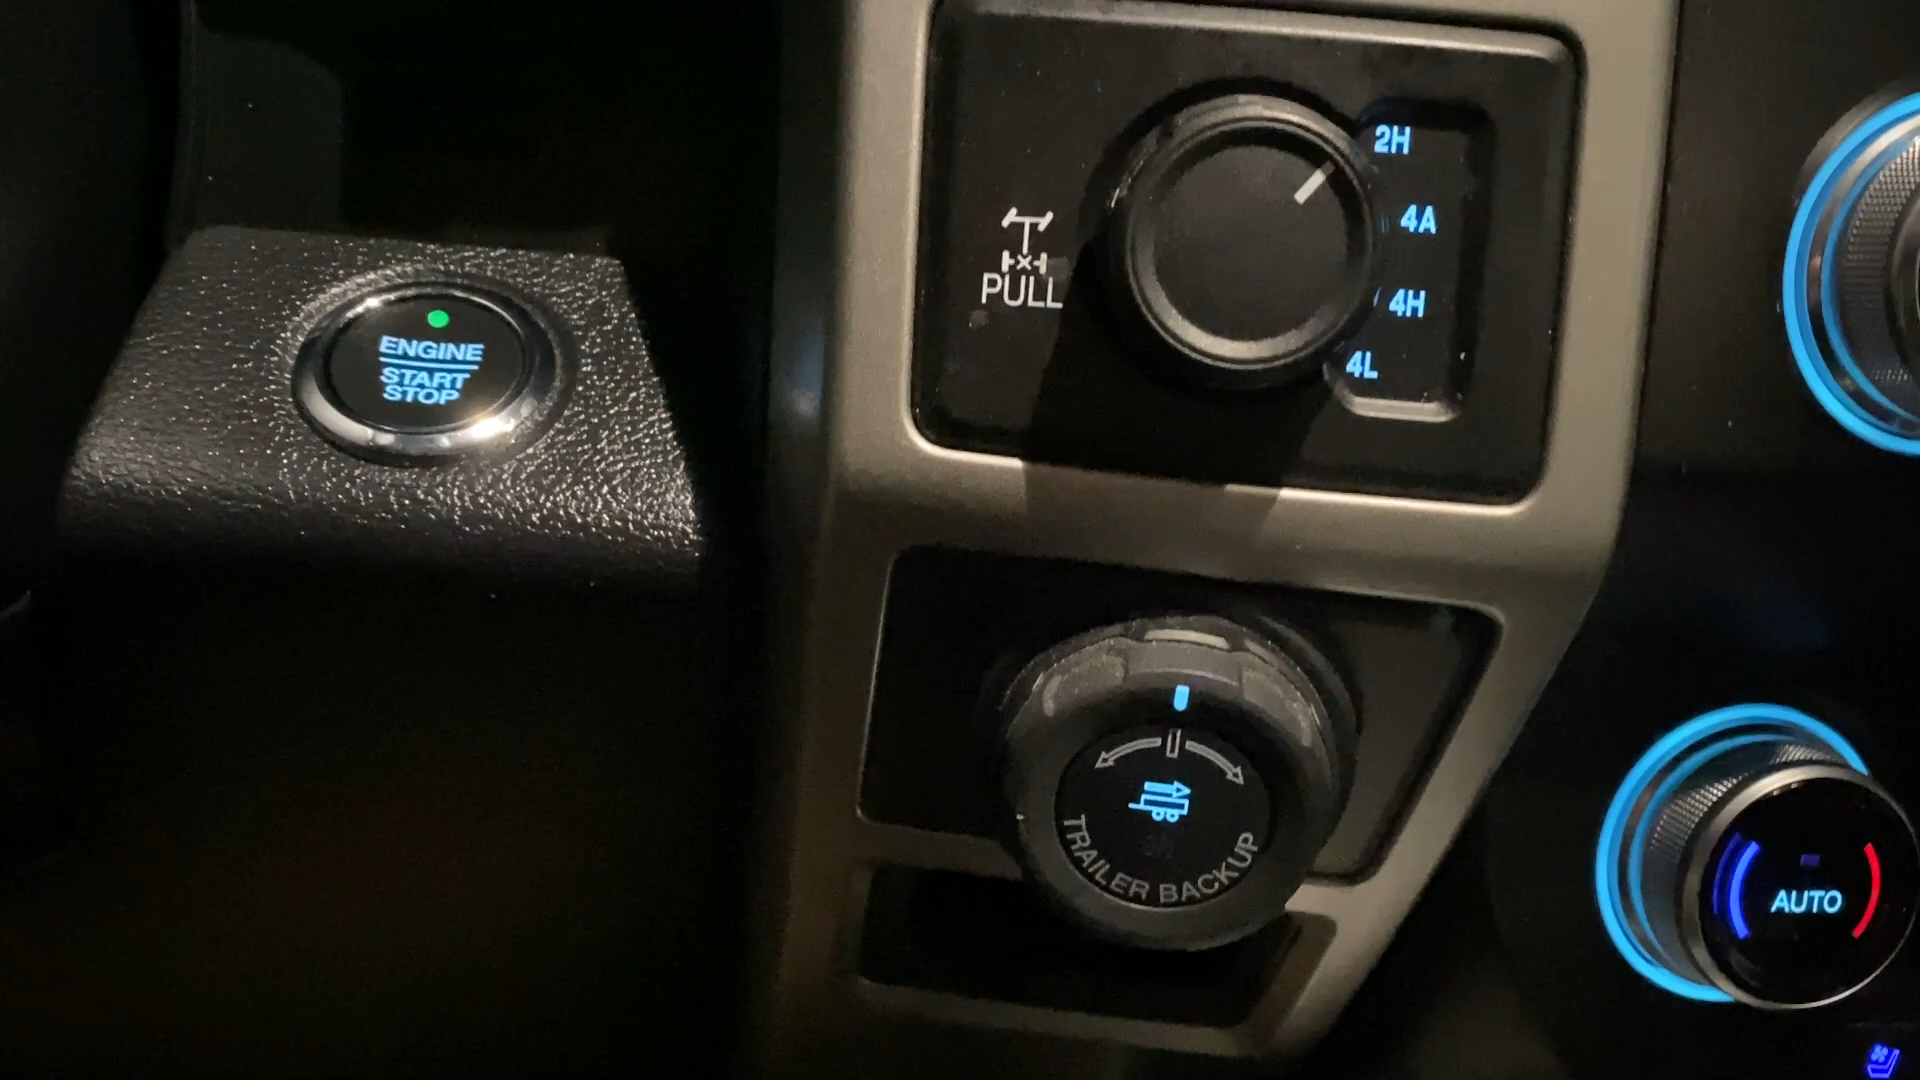 ENGINE
START
STOP
PULL
2H
4A
4H
4L
TRAILER BACKUP
AUTO